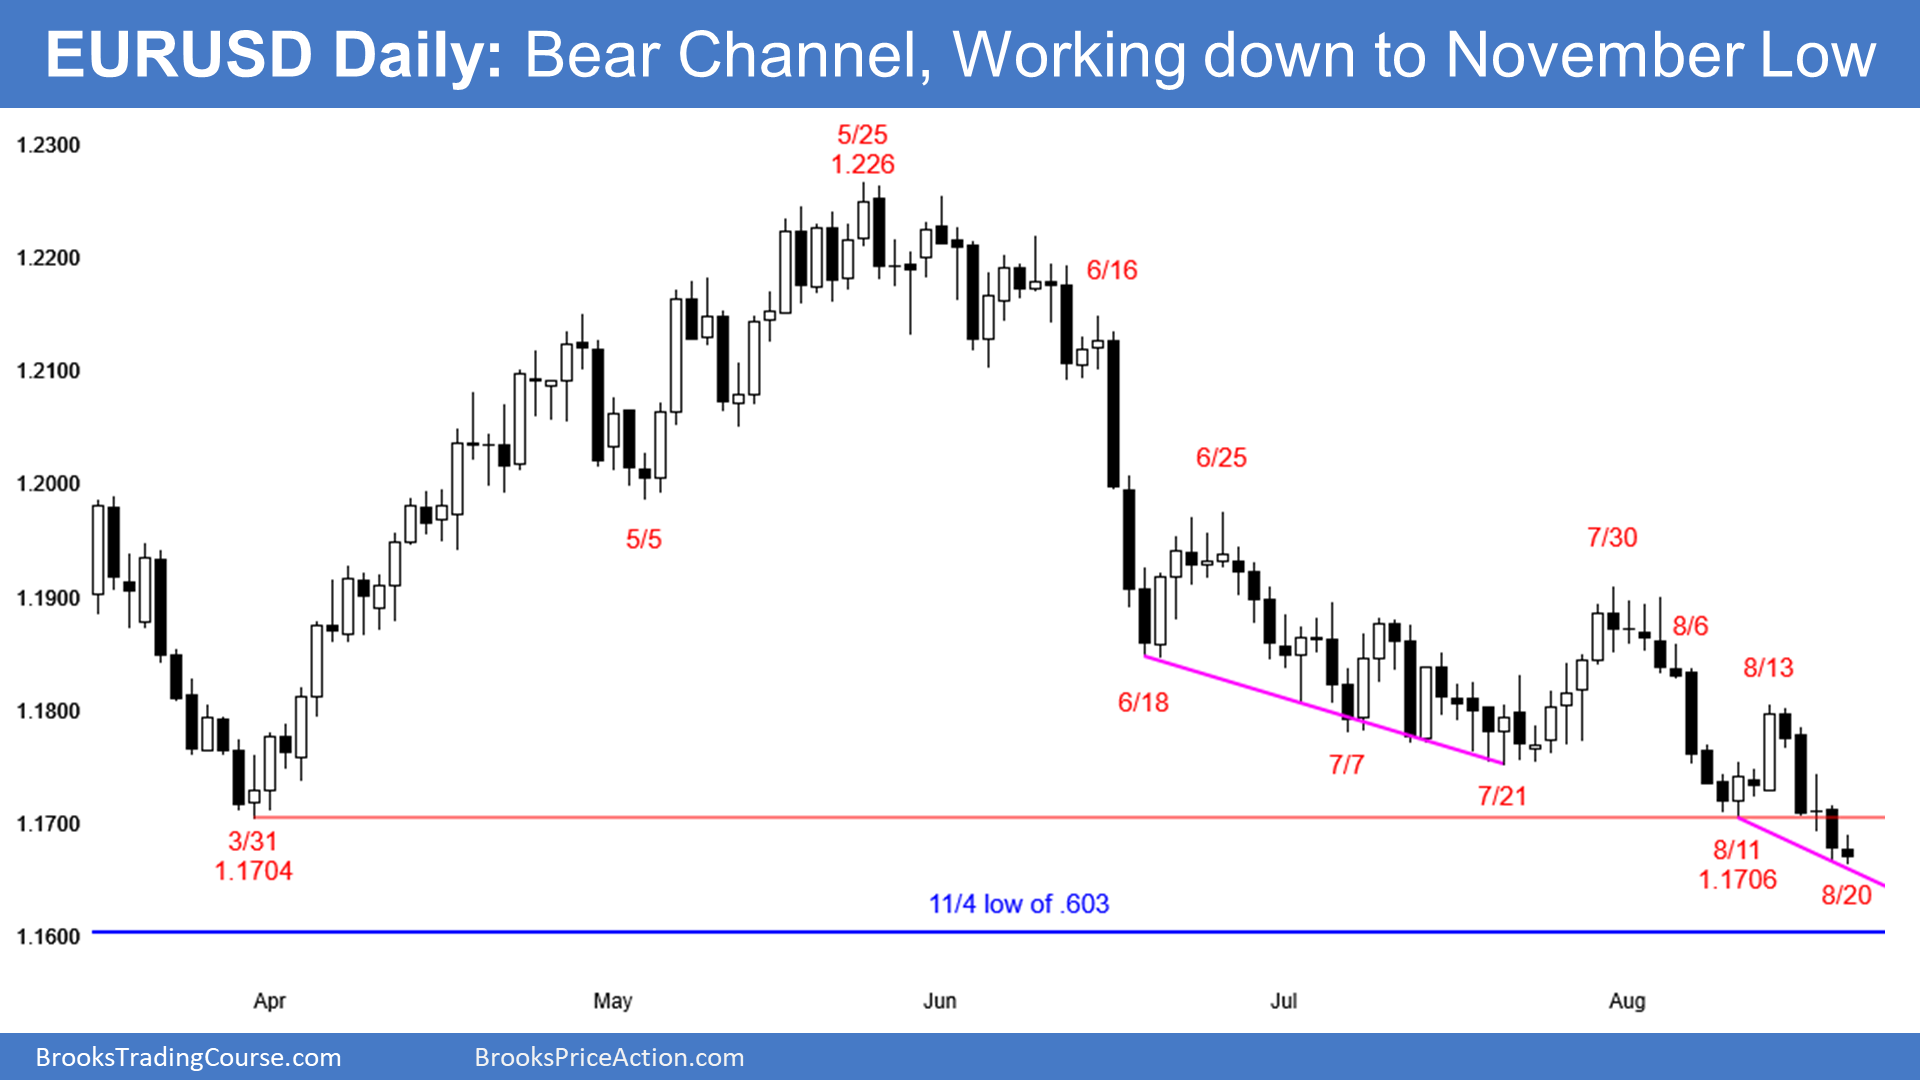 EURUSD Daily: Bear Channel, Working down to November Low
1.2300
1.2200
1.2100
1.2000
1.1900
1.1800
1.1700
1.1600
5/25
1.226
6/16
5/5
6/25
7/30
8/6
8/13
6/18
7/7
7/21
3/31
1.1704
8/11
1.1706
8/20
11/4 low of .603
Apr
May
Jun
Jul
Aug
BrooksTradingCourse.com
BrooksPriceAction.com